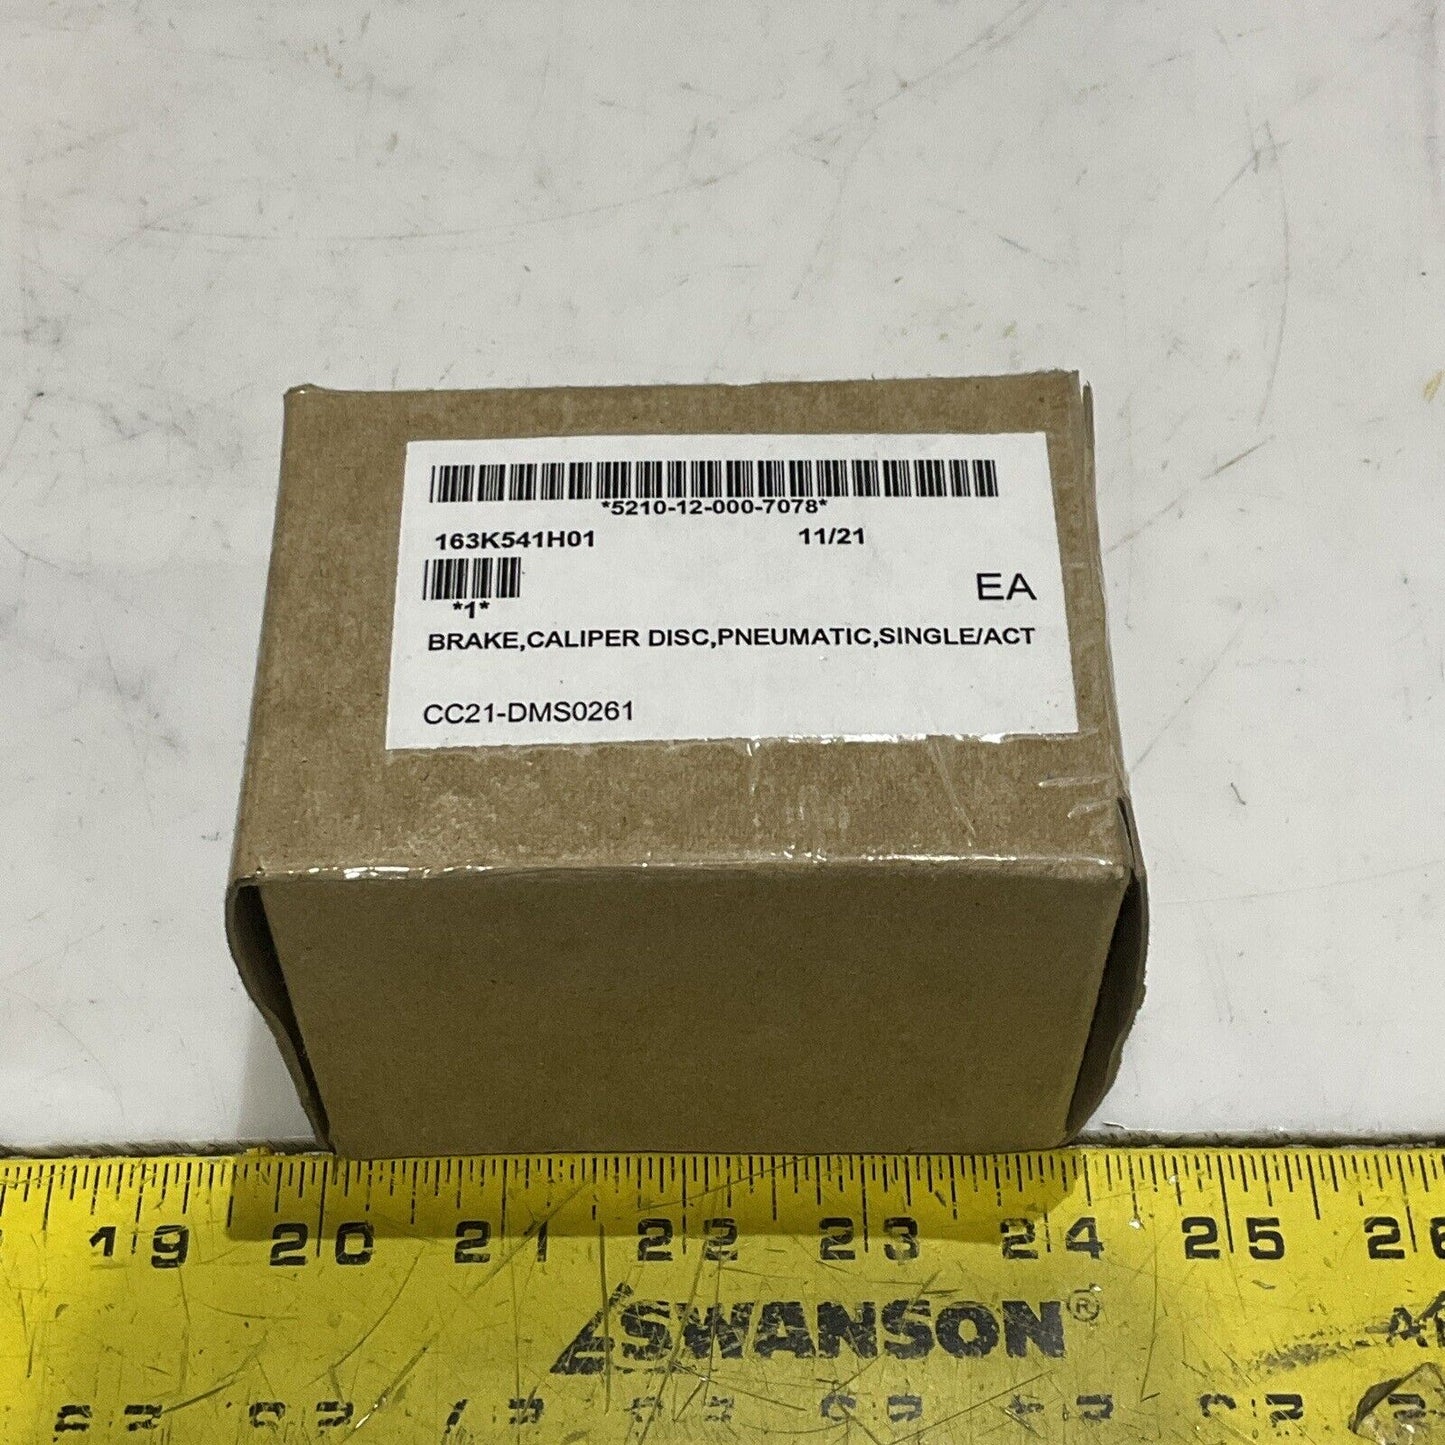 *5210-12-000-7078*
163K541H01 11/21
*1*
EA
BRAKE,CALIPER DISC,PNEUMATIC,SINGLE/ACT
CC21-DMS0261
19 20 21 22 23 24 25 26
SWANSON®